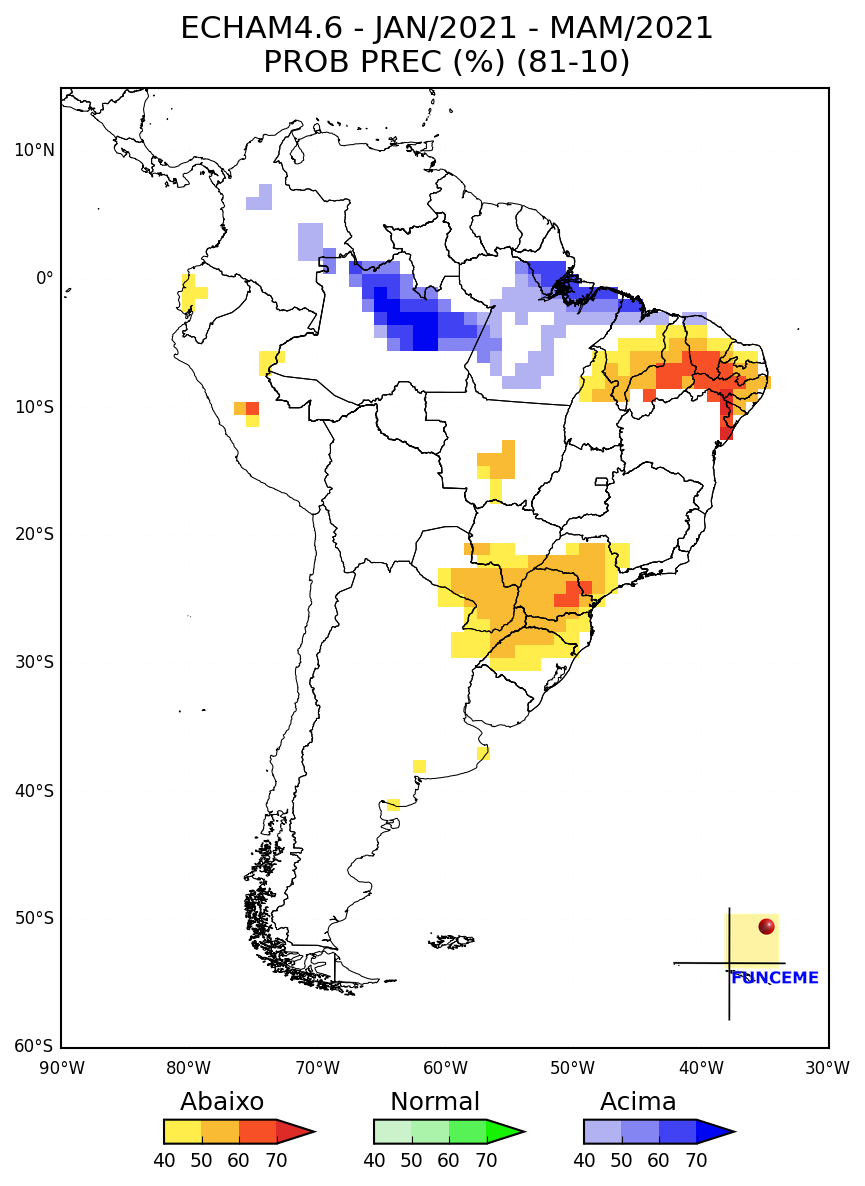 ECHAM4.6 - JAN/2021 - MAM/2021
PROB PREC (%) (81-10)
10°N
0°
10°S
20°S
30°S
40°S
50°S
60°S
90°W 80°W 70°W 60°W 50°W 40°W 30°W
FUNCEME
Abaixo Normal Acima
40 50 60 70 40 50 60 70 40 50 60 70